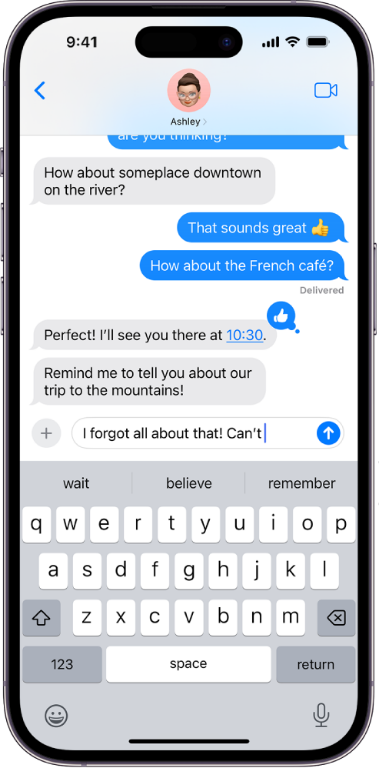 9:41
Ashley
are you thinking?
How about someplace downtown
on the river?
That sounds great 👍
How about the French café?
Delivered
Perfect! I'll see you there at 10:30.
Remind me to tell you about our
trip to the mountains!
I forgot all about that! Can't
wait believe remember
q w e r t y u i o p
a s d f g h j k l
z x c v b n m
123 space return